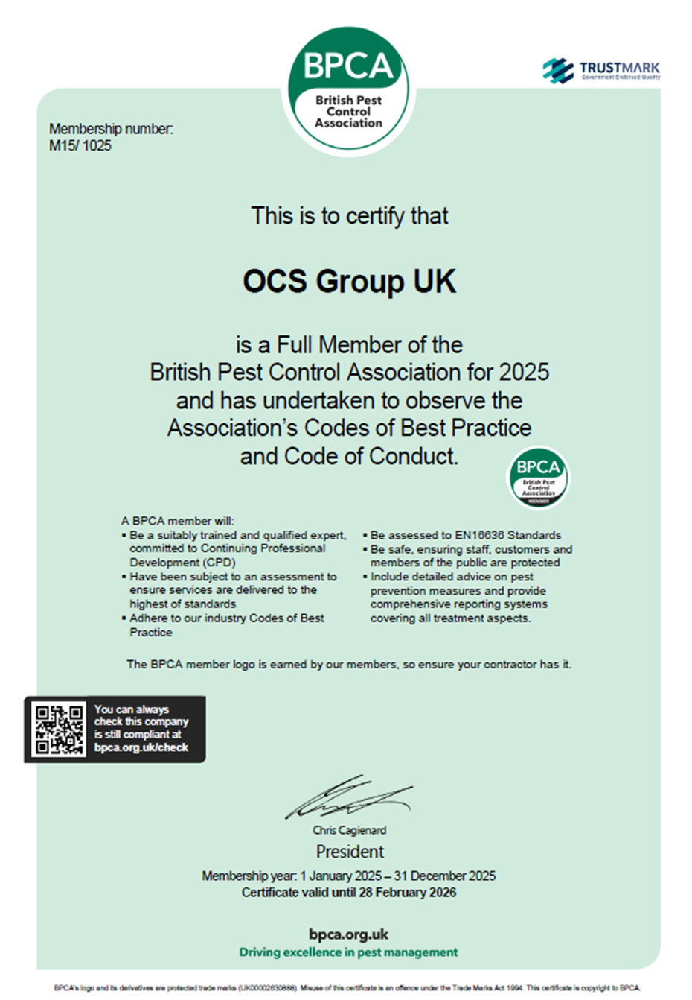 BPCA
British Pest
Control
Association
TRUSTMARK
Government Endorsed Quality
Membership number:
M15/ 1025
This is to certify that
OCS Group UK
is a Full Member of the
British Pest Control Association for 2025
and has undertaken to observe the
Association's Codes of Best Practice
and Code of Conduct.
BPCA
British Pest
Control
Association
MEMBER
A BPCA member will:
▪ Be a suitably trained and qualified expert,
committed to Continuing Professional
Development (CPD)
▪ Have been subject to an assessment to
ensure services are delivered to the
highest of standards
▪ Adhere to our industry Codes of Best
Practice
▪ Be assessed to EN16636 Standards
▪ Be safe, ensuring staff, customers and
members of the public are protected
▪ Include detailed advice on pest
prevention measures and provide
comprehensive reporting systems
covering all treatment aspects.
The BPCA member logo is earned by our members, so ensure your contractor has it.
You can always
check this company
is still compliant at
bpca.org.uk/check
Chris Cagienard
President
Membership year: 1 January 2025 – 31 December 2025
Certificate valid until 28 February 2026
bpca.org.uk
Driving excellence in pest management
BPCA's logo and its derivatives are protected trade marks (UK00002630888). Misuse of this certificate is an offence under the Trade Marks Act 1994. This certificate is copyright to BPCA.